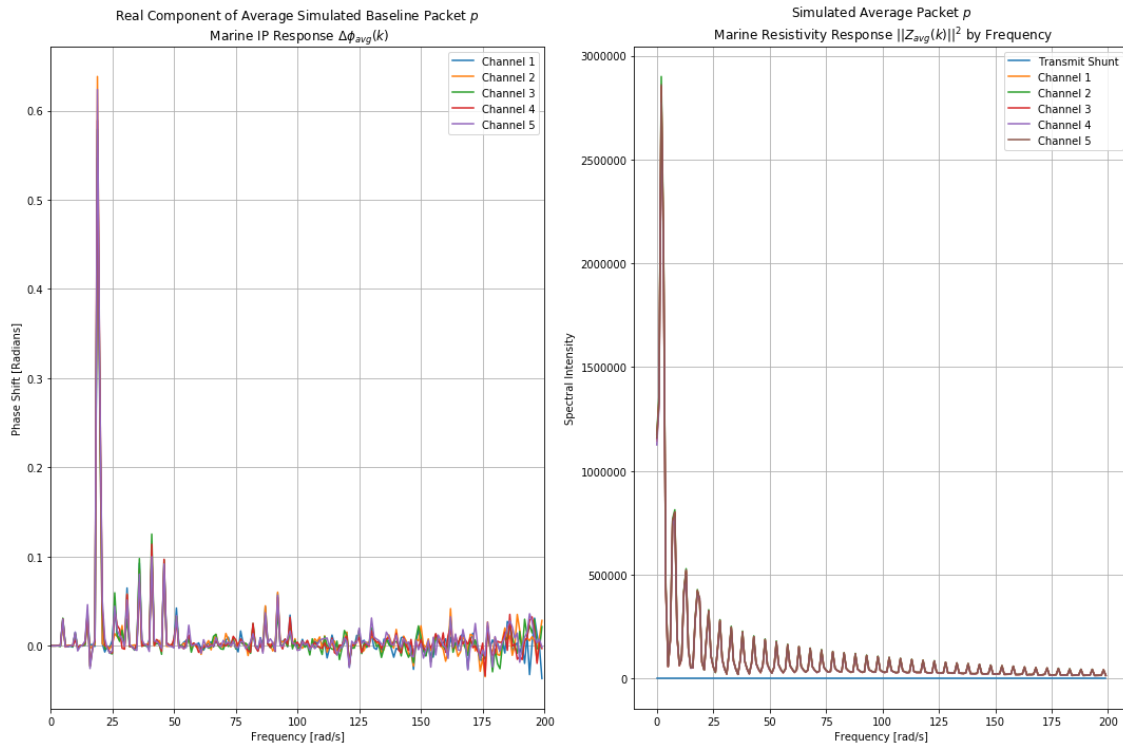 Real Component of Average Simulated Baseline Packet p
Marine IP Response Δϕavg(k)
Phase Shift [Radians]
0.6
0.5
0.4
0.3
0.2
0.1
0.0
0
25
50
75
100
125
150
175
200
Frequency [rad/s]
Channel 1
Channel 2
Channel 3
Channel 4
Channel 5
Simulated Average Packet p
Marine Resistivity Response ||Zavg(k)||² by Frequency
Spectral Intensity
3000000
2500000
2000000
1500000
1000000
500000
0
0
25
50
75
100
125
150
175
200
Frequency [rad/s]
Transmit Shunt
Channel 1
Channel 2
Channel 3
Channel 4
Channel 5